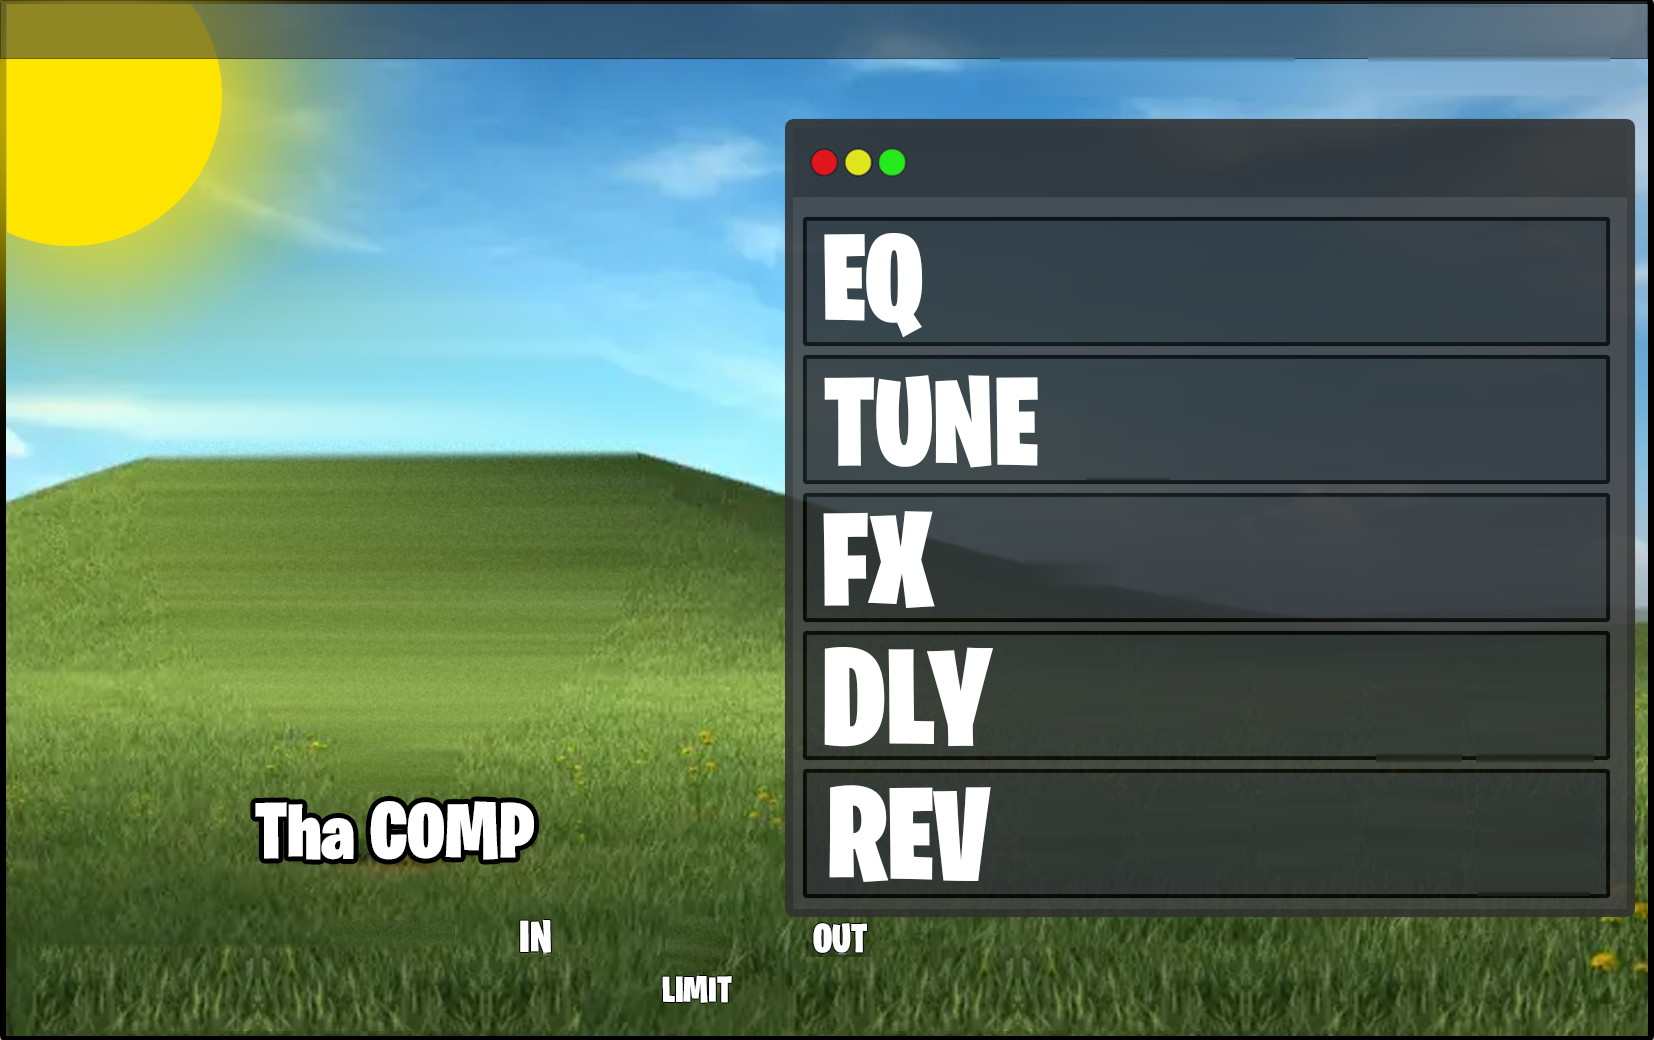 EQ
TUNE
FX
DLY
REV
Tha COMP
IN
OUT
LIMIT